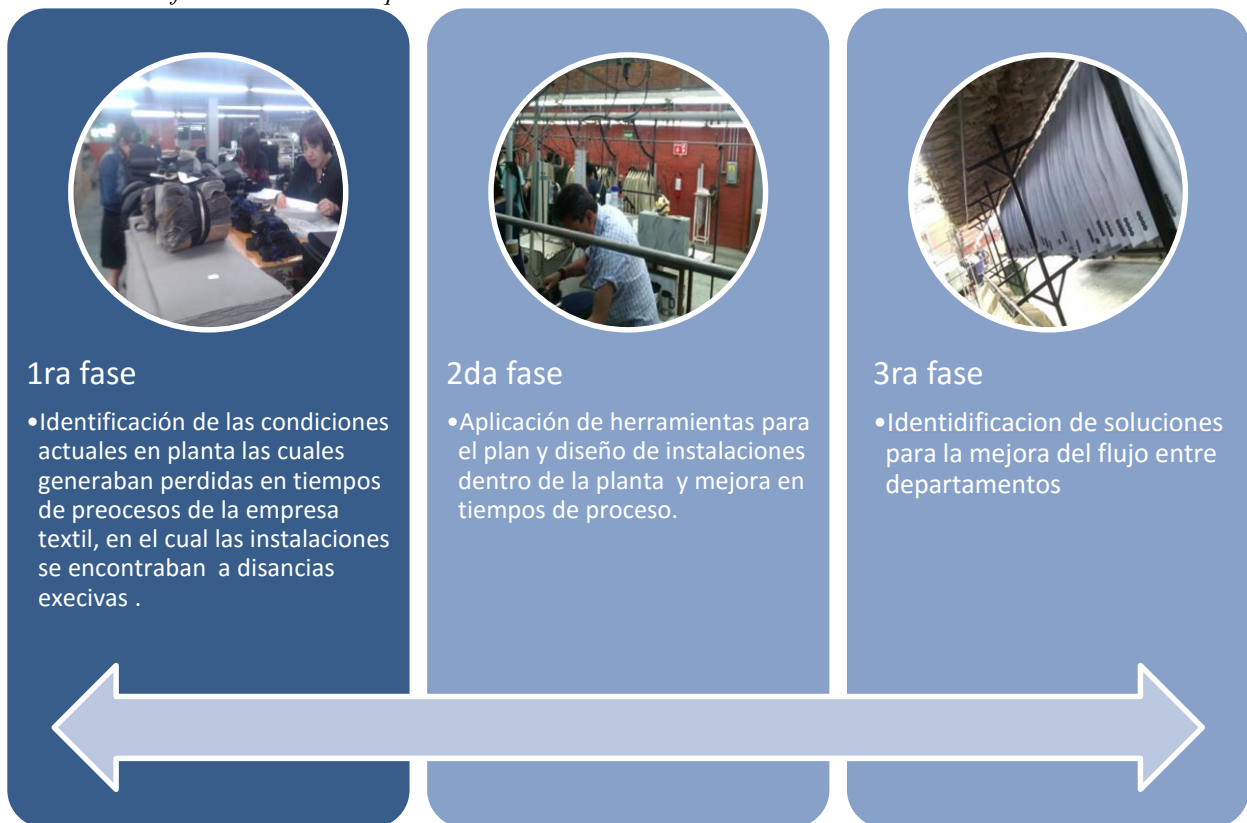 1ra fase
•Identificación de las condiciones
actuales en planta las cuales
generaban perdidas en tiempos
de preocesos de la empresa
textil, en el cual las instalaciones
se encontraban a disancias
execivas .
2da fase
•Aplicación de herramientas para
el plan y diseño de instalaciones
dentro de la planta y mejora en
tiempos de proceso.
3ra fase
•Identidificacion de soluciones
para la mejora del flujo entre
departamentos